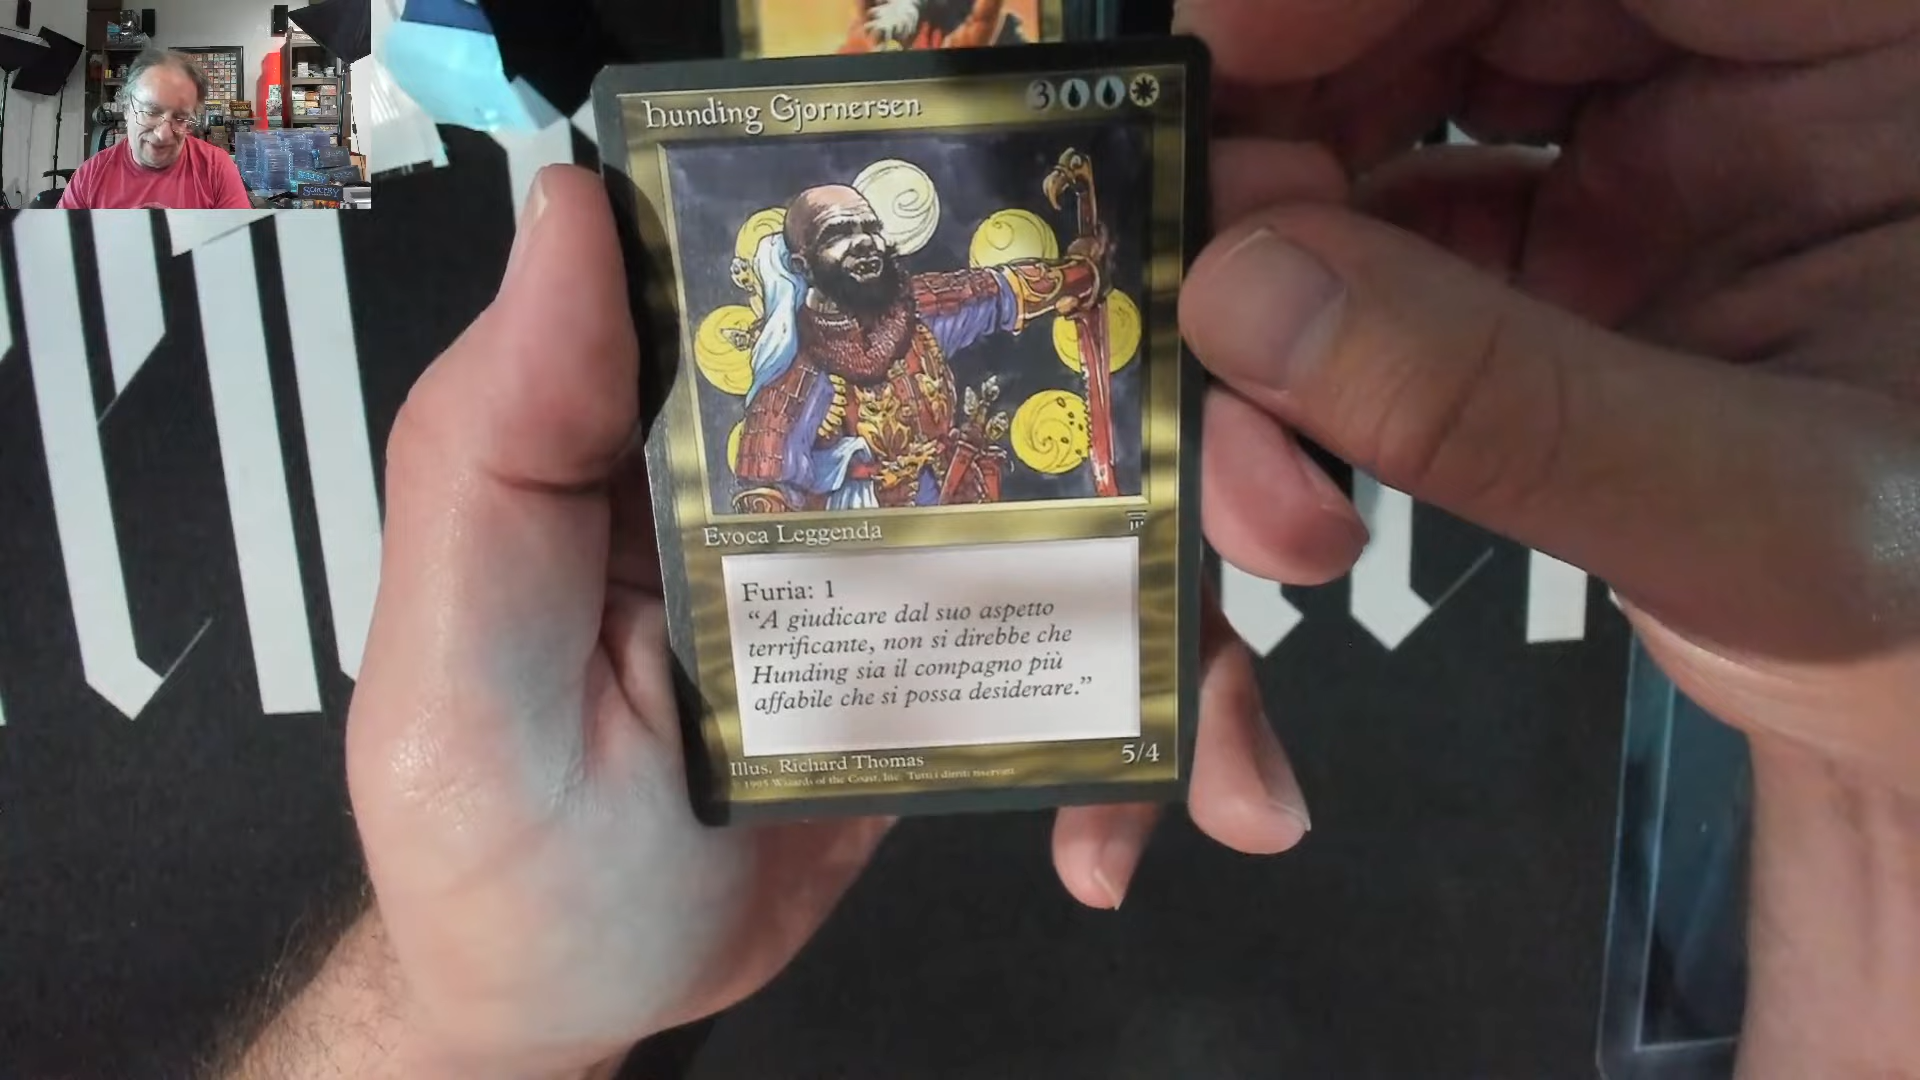 Hunding Gjornersen
3
Evoca Leggenda
Furia: 1
“A giudicare dal suo aspetto
terrificante, non si direbbe che
Hunding sia il compagno più
affabile che si possa desiderare.”
5/4
Illus. Richard Thomas
© 1995 Wizards of the Coast, Inc. Tutti i diritti riservati
SORCERY